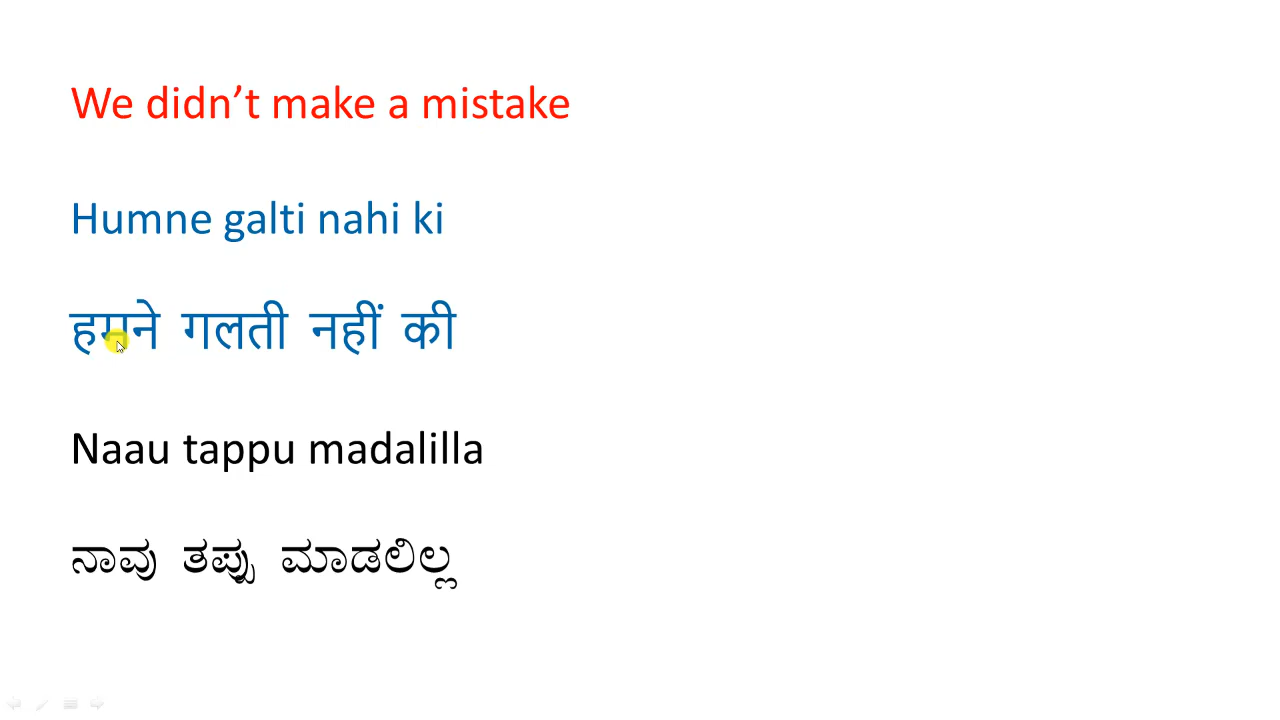 We didn’t make a mistake
Humne galti nahi ki
हमने गलती नहीं की
Naau tappu madalilla
ನಾವು ತಪ್ಪು ಮಾಡಲಿಲ್ಲ